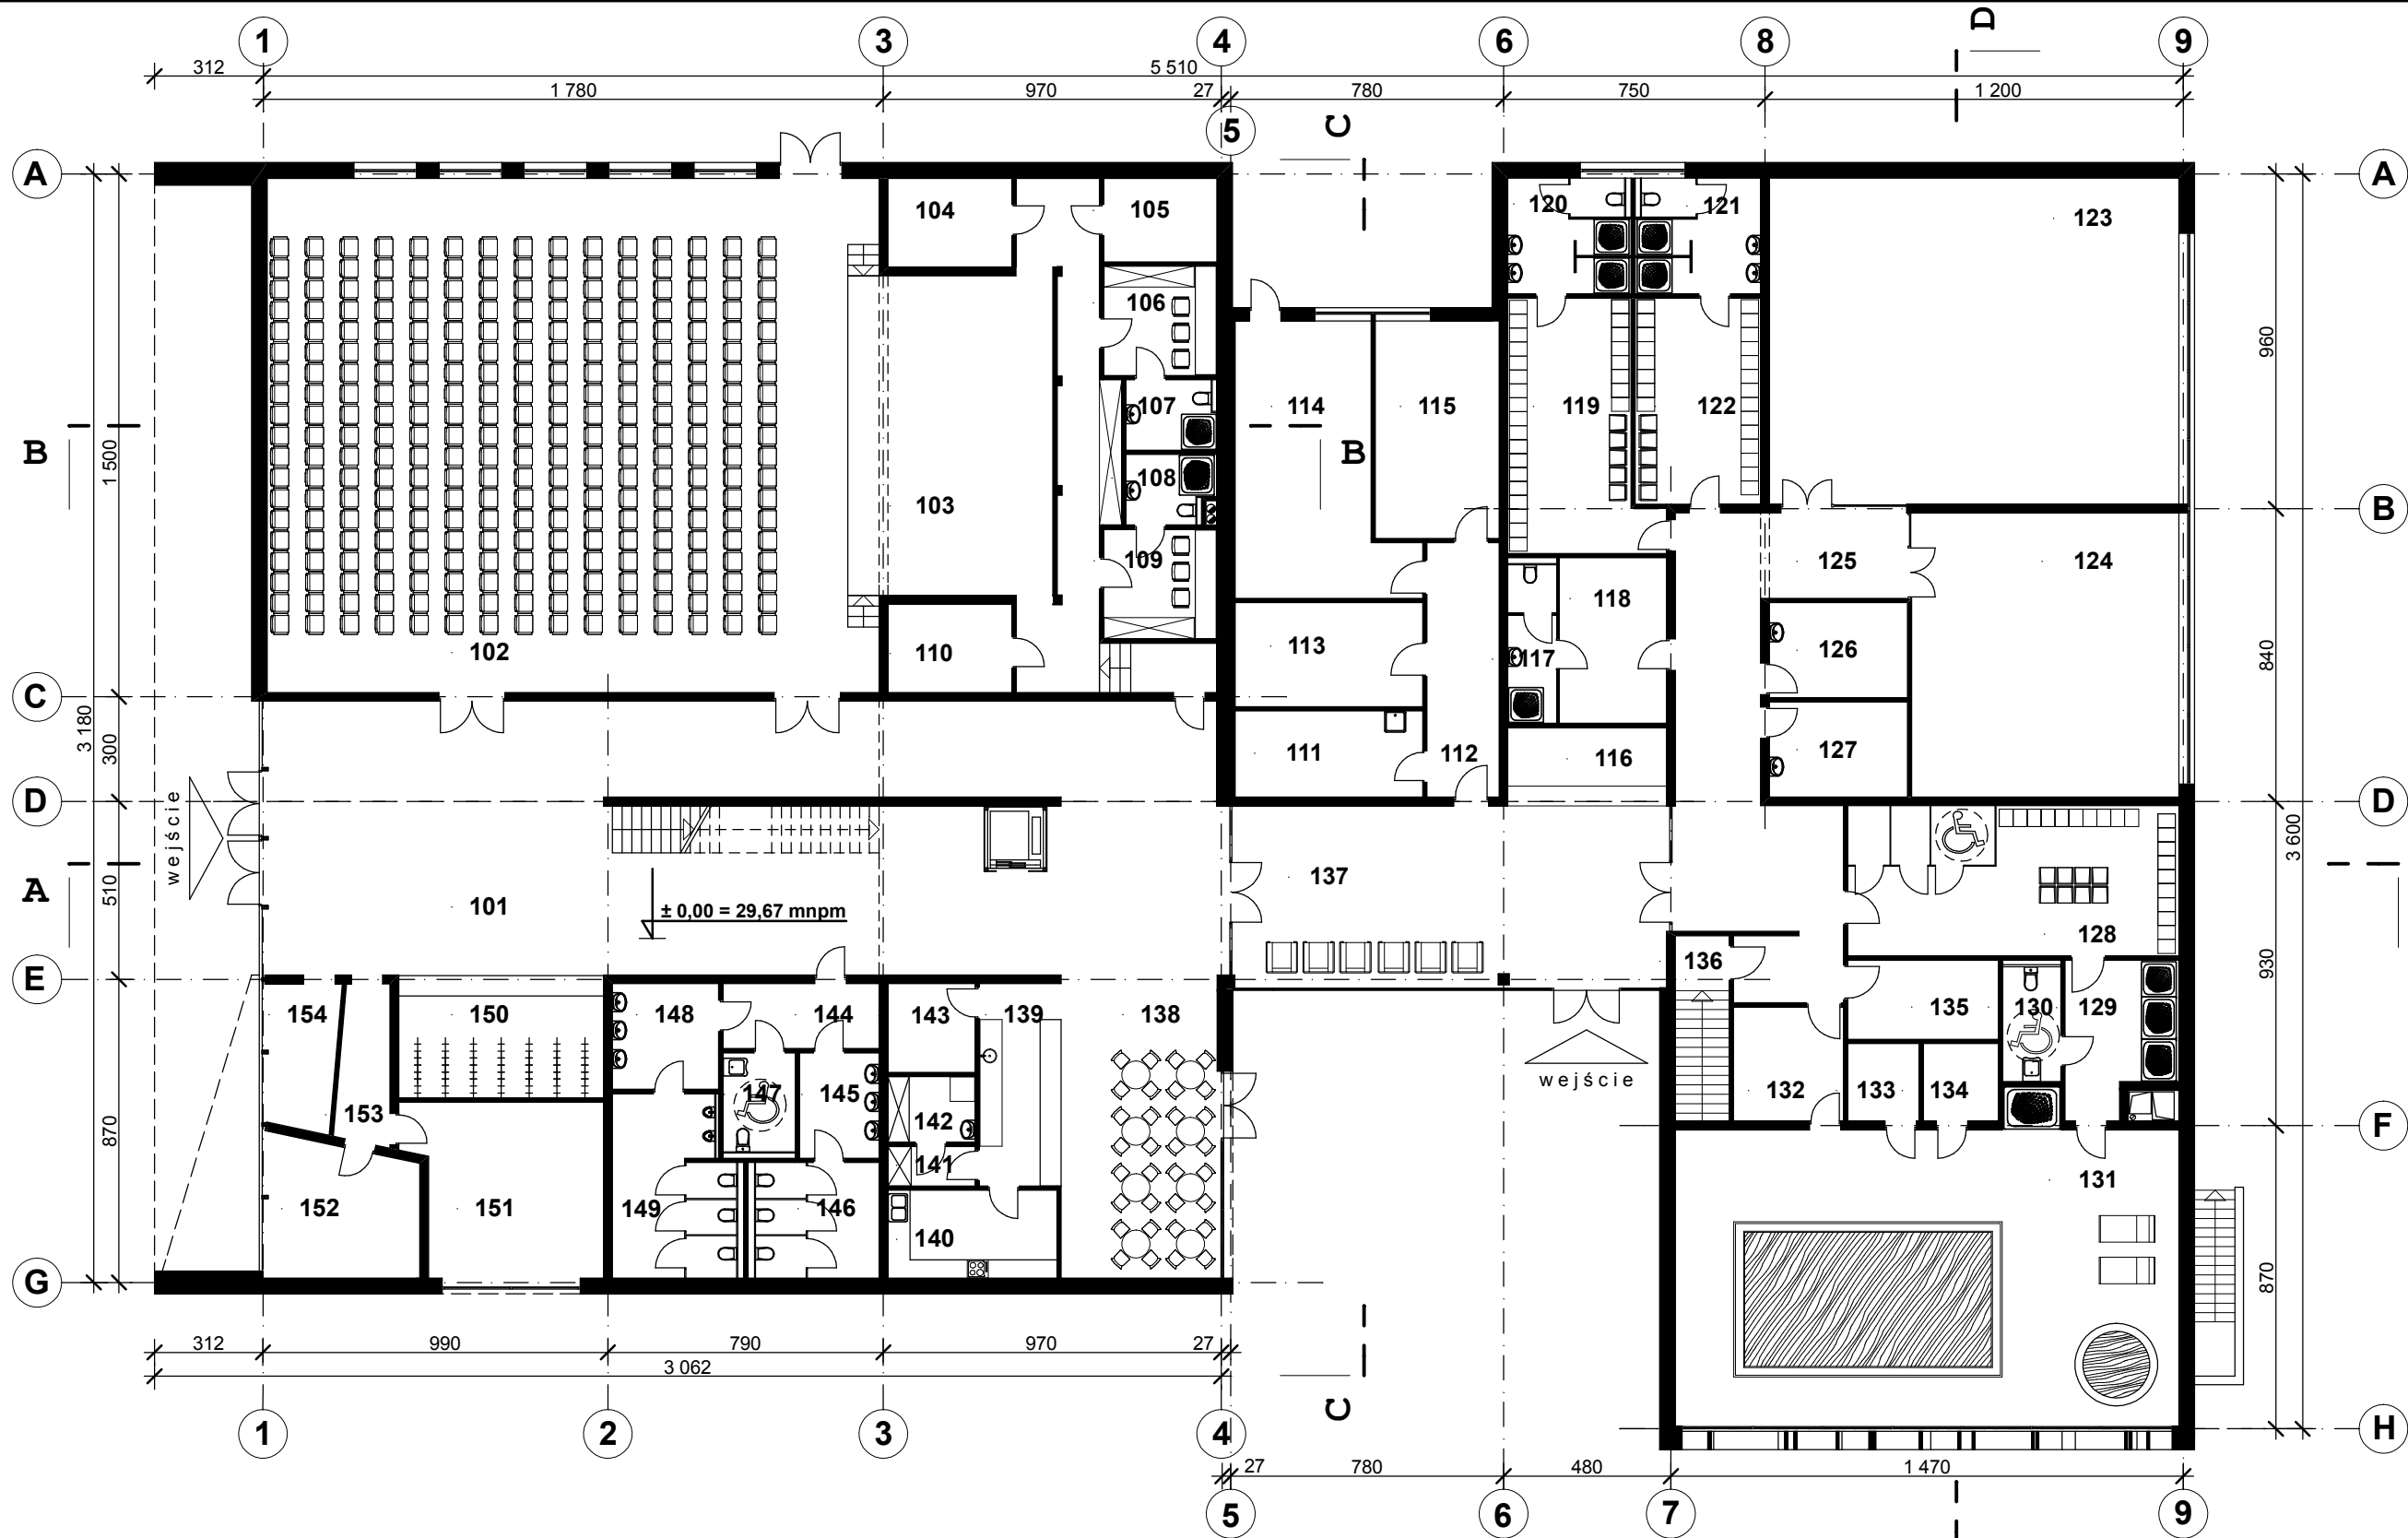 D
1 3 4 6 8 9
312 5 510
1 780 970 27 780 750 1 200
5
C
A A
104 105 120 121 123
106
960
107 114 115 119 122
B 1 500 B
108
103 B
109 125 124
118
102 110 113 117 126 840
C
3 180 300 111 112 116 127
D D
wejście 3 600
A 510 101 ± 0,00 = 29,67 mnpm 137
128
E 136 930
154 150 148 144 143 139 138 135 130 129
wejście
153 147 145 142 132 133 134
870 F
141 131
152 151 149 146
140
G 870
312 990 790 970 27
3 062
C
1 2 3 4 H
27 780 480 1 470
5 6 7 9